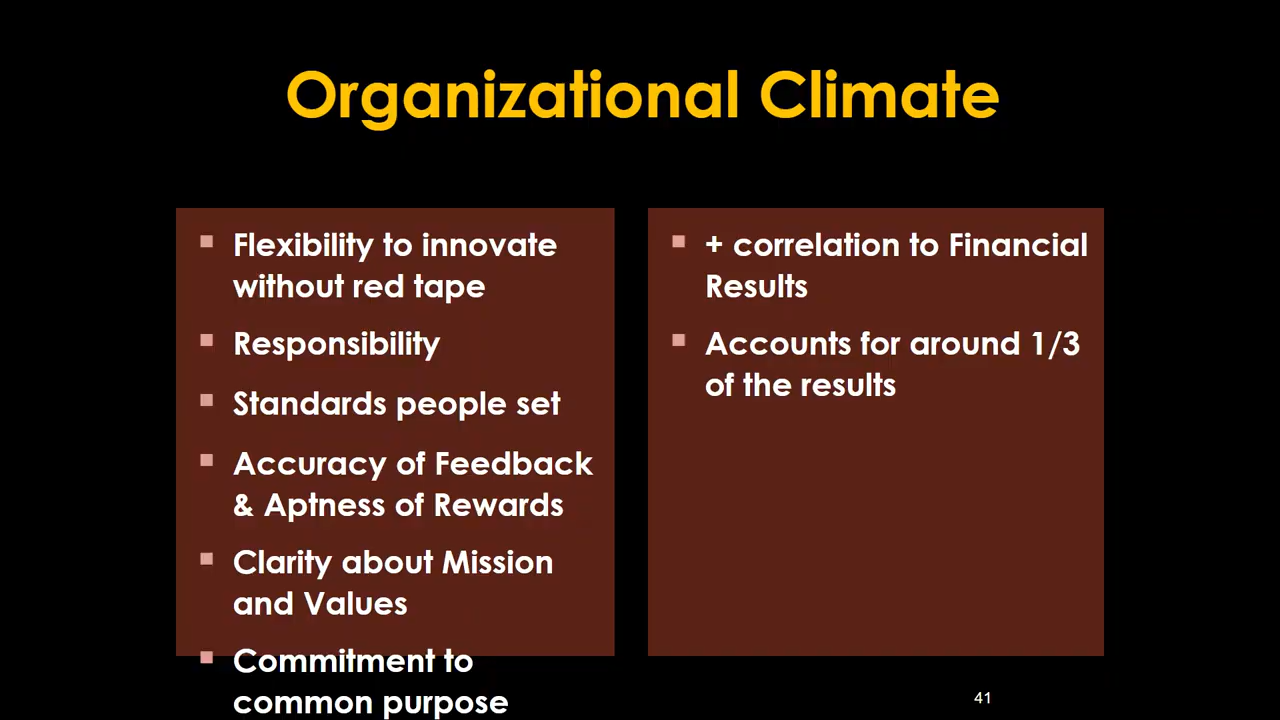 Organizational Climate
Flexibility to innovate
without red tape
Responsibility
Standards people set
Accuracy of Feedback
& Aptness of Rewards
Clarity about Mission
and Values
Commitment to
common purpose
+ correlation to Financial
Results
Accounts for around 1/3
of the results
41